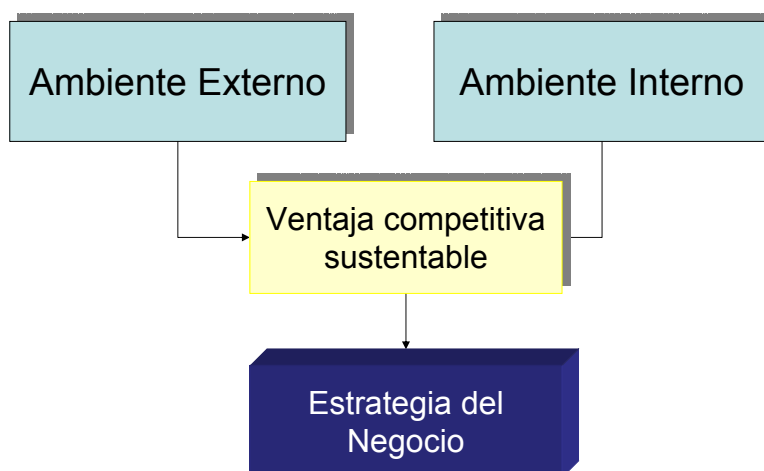 Ambiente Externo
Ambiente Interno
Ventaja competitiva
sustentable
Estrategia del
Negocio